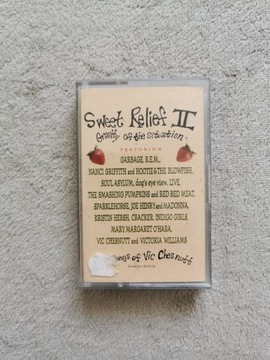 Sweet Relief II
Gravity of the Situation
FEATURING
GARBAGE, R.E.M.,
NANCI GRIFFITH and HOOTIE & THE BLOWFISH,
SOUL ASYLUM, dog's eye view, LIVE,
THE SMASHING PUMPKINS and RED RED MEAT,
SPARKLEHORSE, JOE HENRY and MADONNA,
KRISTIN HERSH, CRACKER, INDIGO GIRLS,
MARY MARGARET O'HARA,
VIC CHESNUTT and VICTORIA WILLIAMS
Songs of Vic Chesnutt